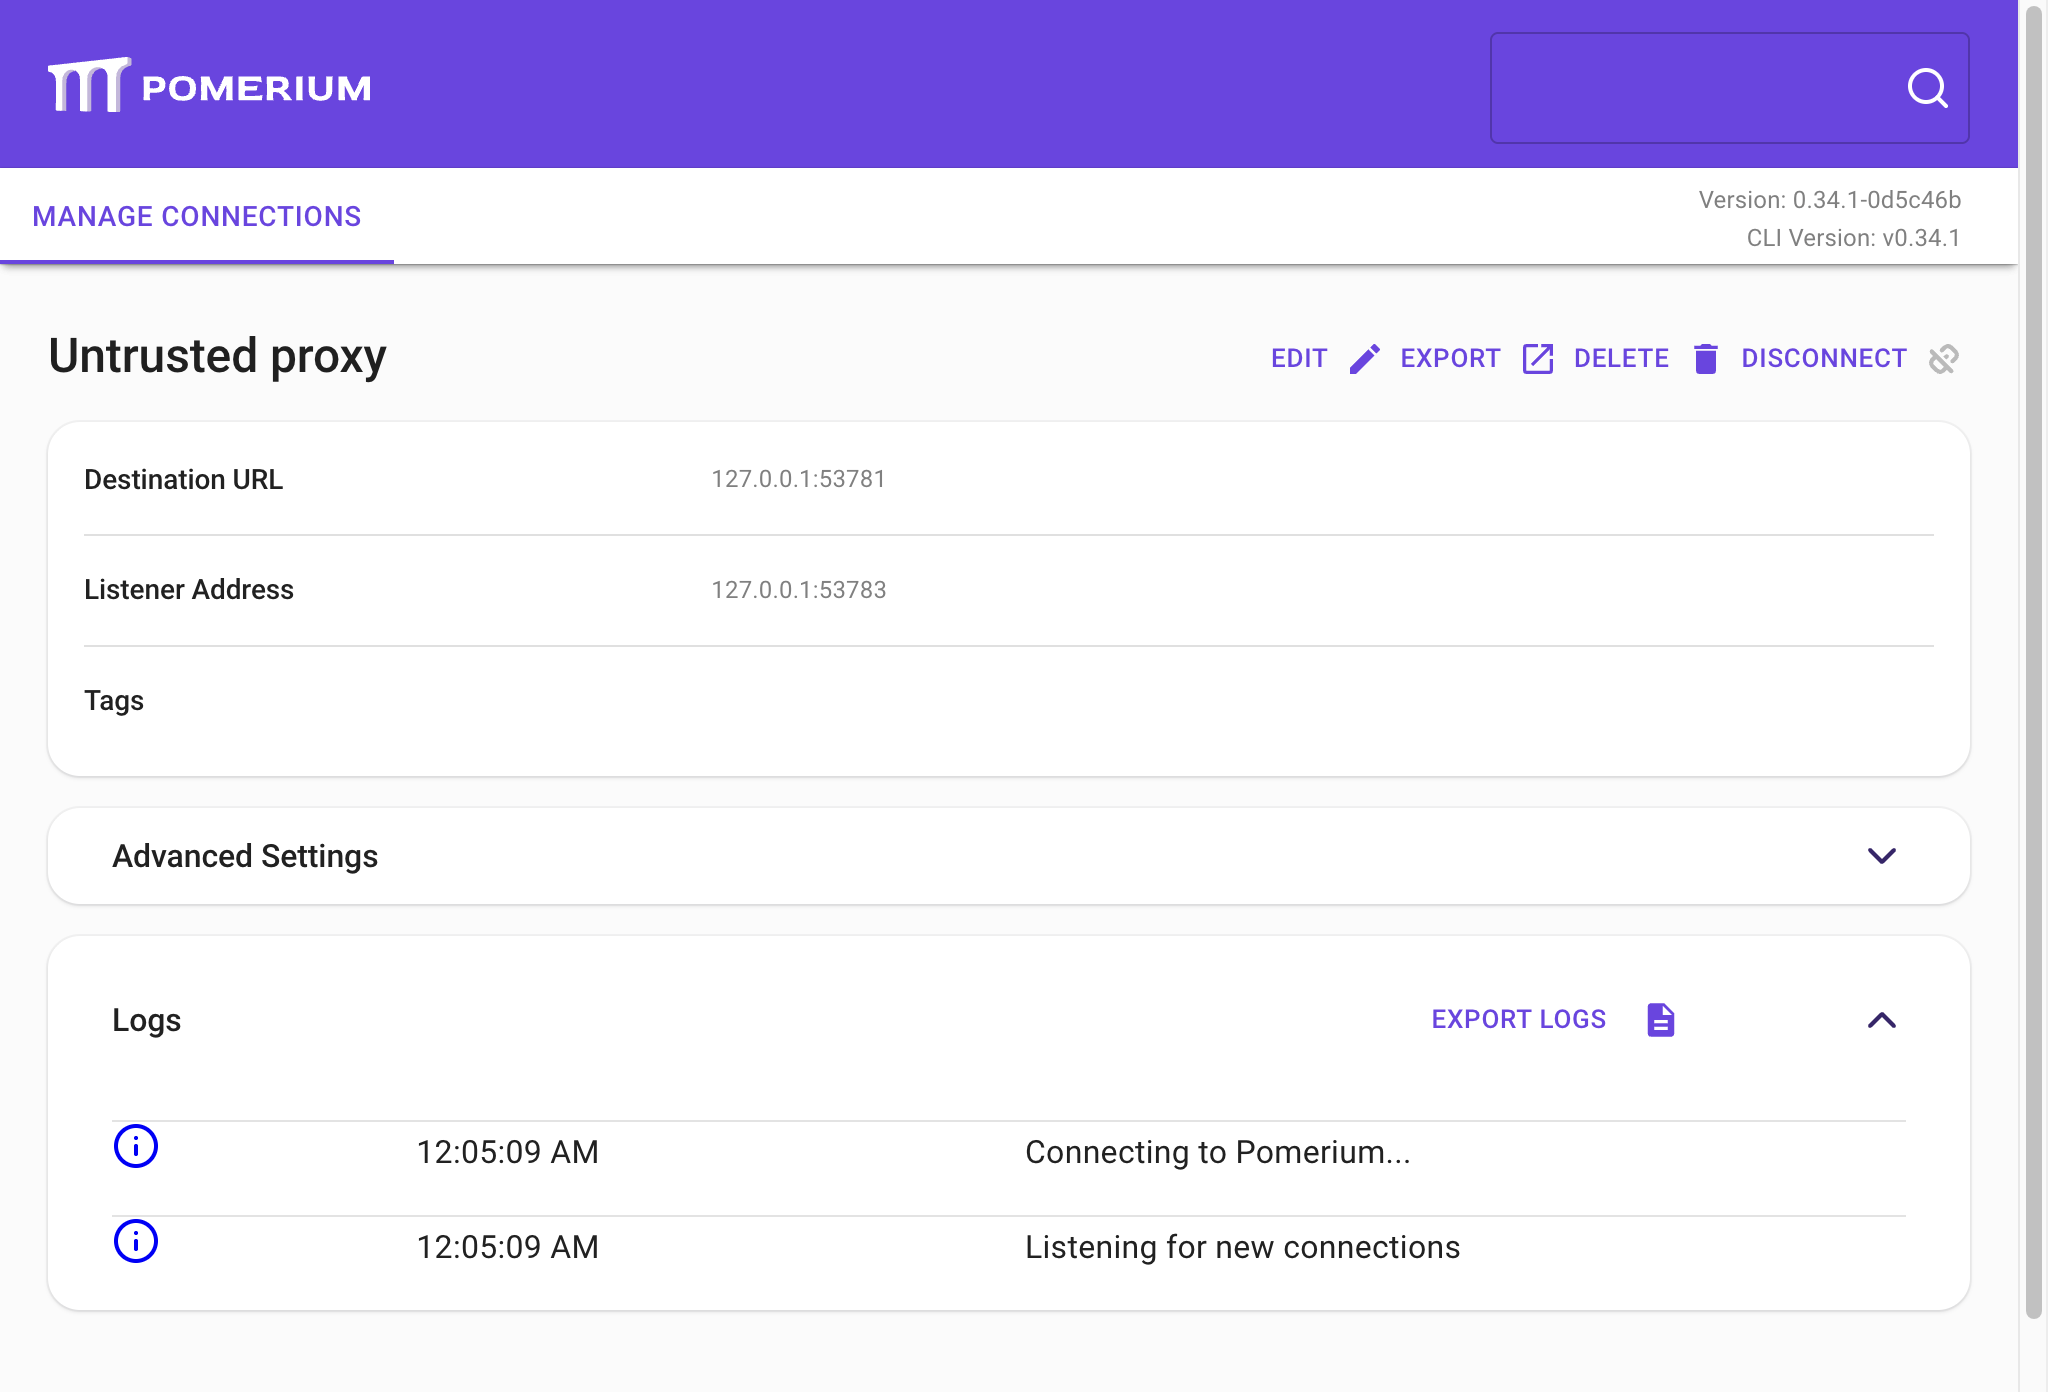 POMERIUM
MANAGE CONNECTIONS
Version: 0.34.1-0d5c46b
CLI Version: v0.34.1
Untrusted proxy
EDIT EXPORT DELETE DISCONNECT
Destination URL 127.0.0.1:53781
Listener Address 127.0.0.1:53783
Tags
Advanced Settings
Logs EXPORT LOGS
12:05:09 AM Connecting to Pomerium...
12:05:09 AM Listening for new connections